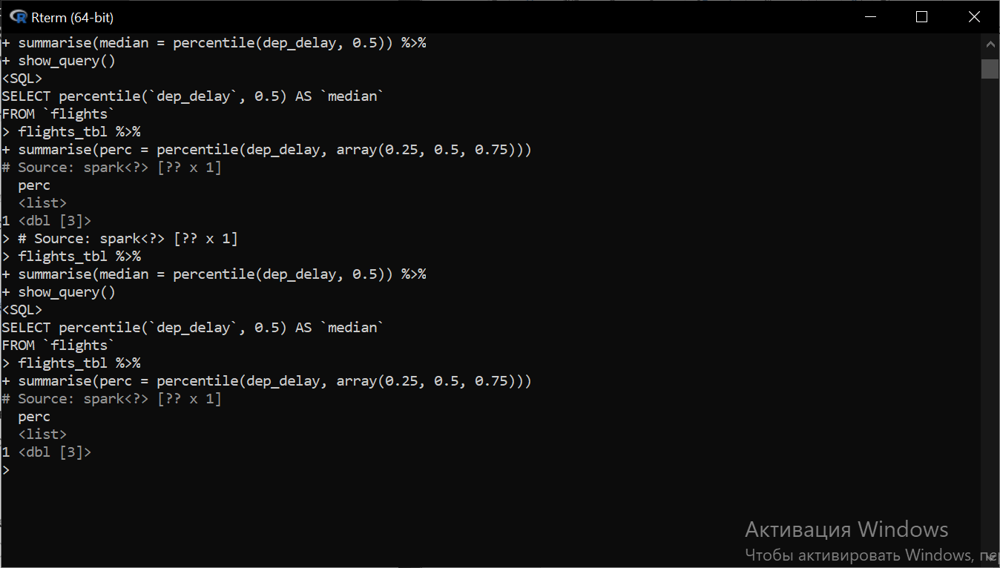 Rterm (64-bit)
+ summarise(median = percentile(dep_delay, 0.5)) %>%
+ show_query()
<SQL>
SELECT percentile(`dep_delay`, 0.5) AS `median`
FROM `flights`
> flights_tbl %>%
+ summarise(perc = percentile(dep_delay, array(0.25, 0.5, 0.75)))
# Source: spark<?> [?? x 1]
  perc
  <list>
1 <dbl [3]>
> # Source: spark<?> [?? x 1]
> flights_tbl %>%
+ summarise(median = percentile(dep_delay, 0.5)) %>%
+ show_query()
<SQL>
SELECT percentile(`dep_delay`, 0.5) AS `median`
FROM `flights`
> flights_tbl %>%
+ summarise(perc = percentile(dep_delay, array(0.25, 0.5, 0.75)))
# Source: spark<?> [?? x 1]
  perc
  <list>
1 <dbl [3]>
>
Активация Windows
Чтобы активировать Windows,